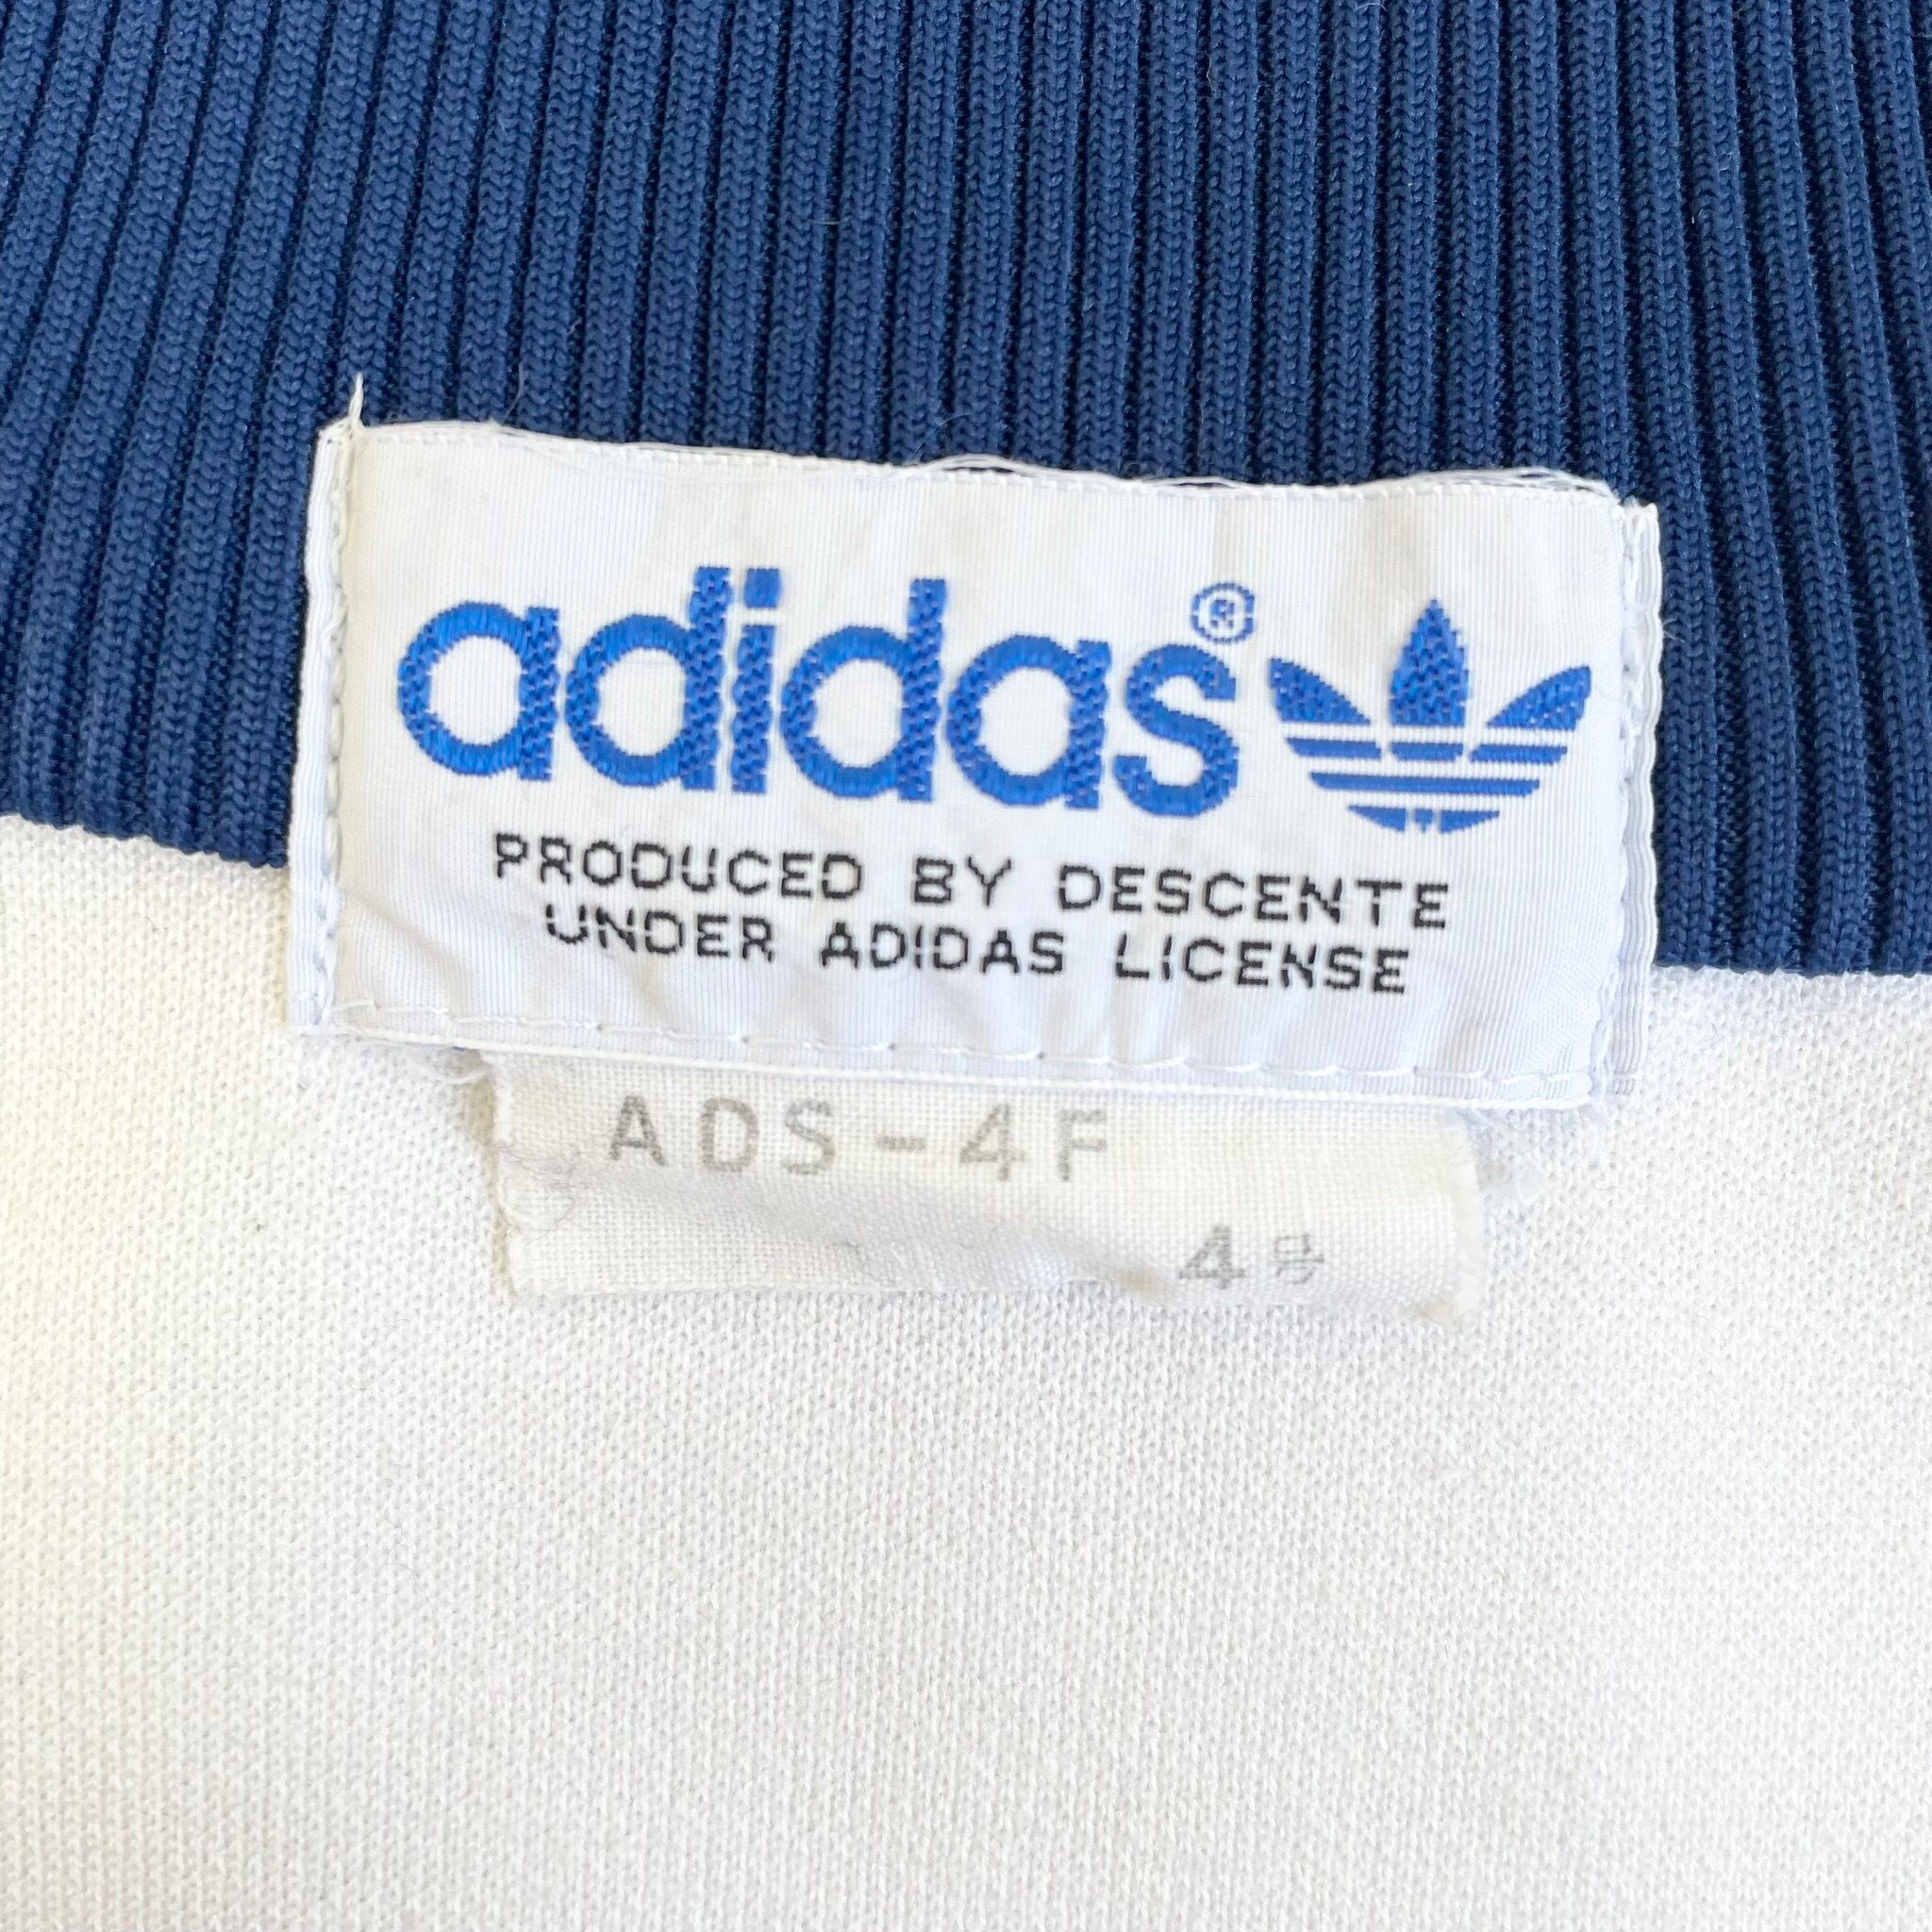 adidas®
PRODUCED BY DESCENTE
UNDER ADIDAS LICENSE
ADS-4F
4号